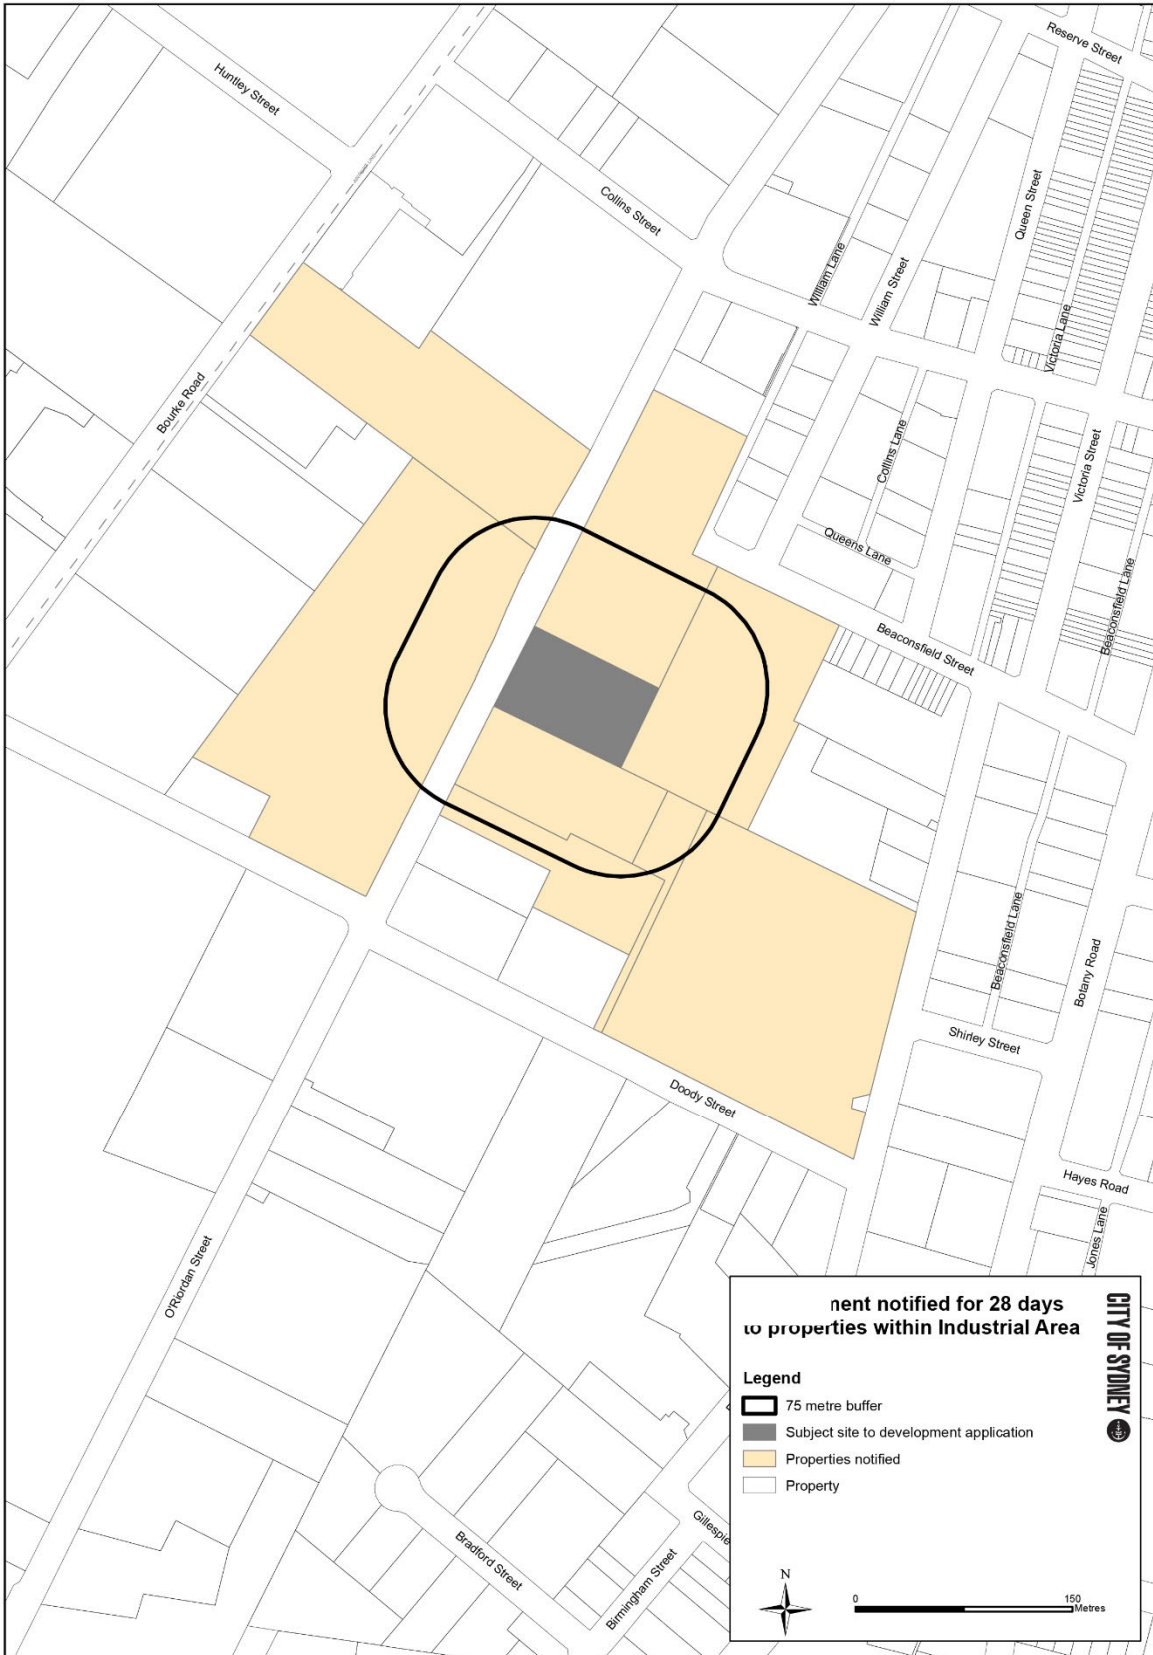 Reserve Street
Huntley Street
Queen Street
Collins Street
William Lane
William Street
Victoria Lane
Bourke Road
Collins Lane
Victoria Street
Queens Lane
Beaconsfield Lane
Beaconsfield Street
Beaconsfield Lane
Botany Road
Shirley Street
Doody Street
Hayes Road
Jones Lane
O'Riordan Street
Bradford Street
Birmingham Street
Gillespie
notified for 28 days
to properties within Industrial Area
CITY OF SYDNEY
Legend
75 metre buffer
Subject site to development application
Properties notified
Property
N
0 150
Metres